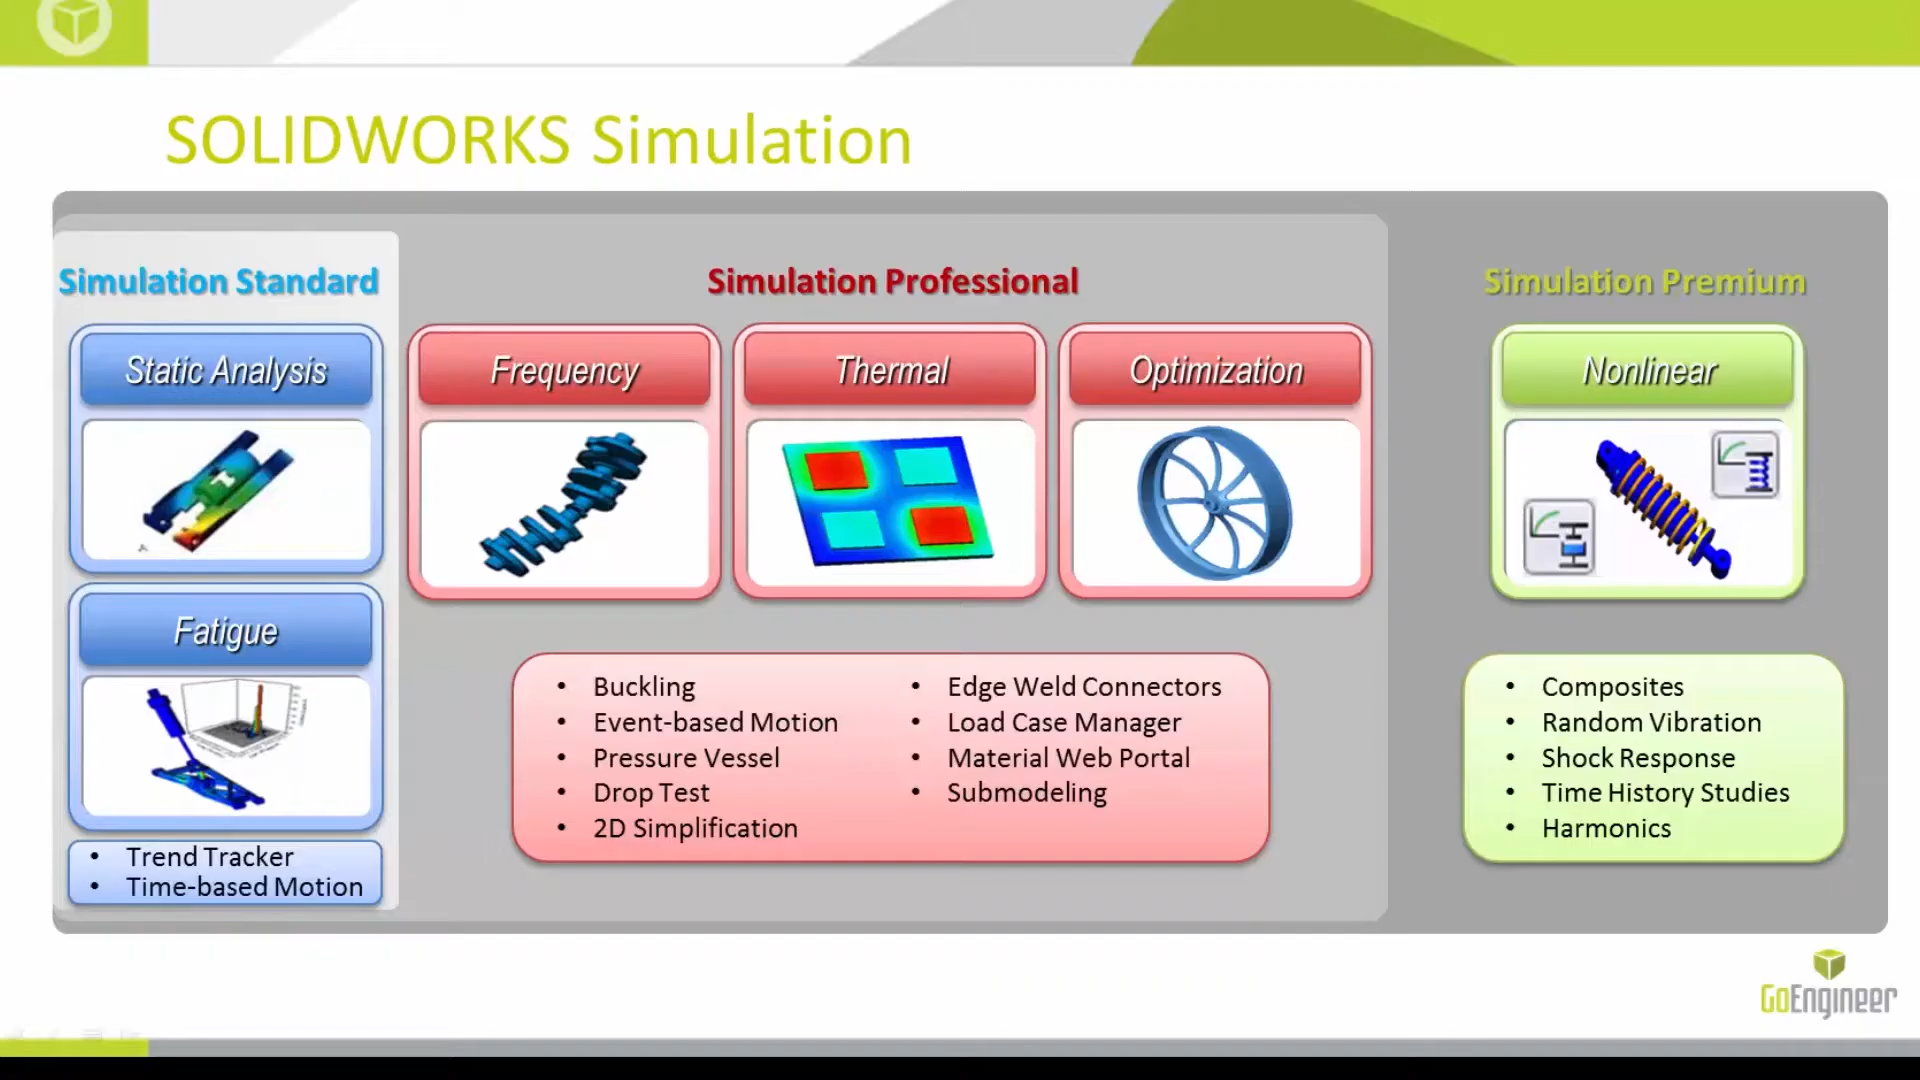 SOLIDWORKS Simulation
Simulation Standard
Static Analysis
Fatigue
• Trend Tracker
• Time-based Motion
Simulation Professional
Frequency
Thermal
Optimization
• Buckling
• Event-based Motion
• Pressure Vessel
• Drop Test
• 2D Simplification
• Edge Weld Connectors
• Load Case Manager
• Material Web Portal
• Submodeling
Simulation Premium
Nonlinear
• Composites
• Random Vibration
• Shock Response
• Time History Studies
• Harmonics
GoEngineer